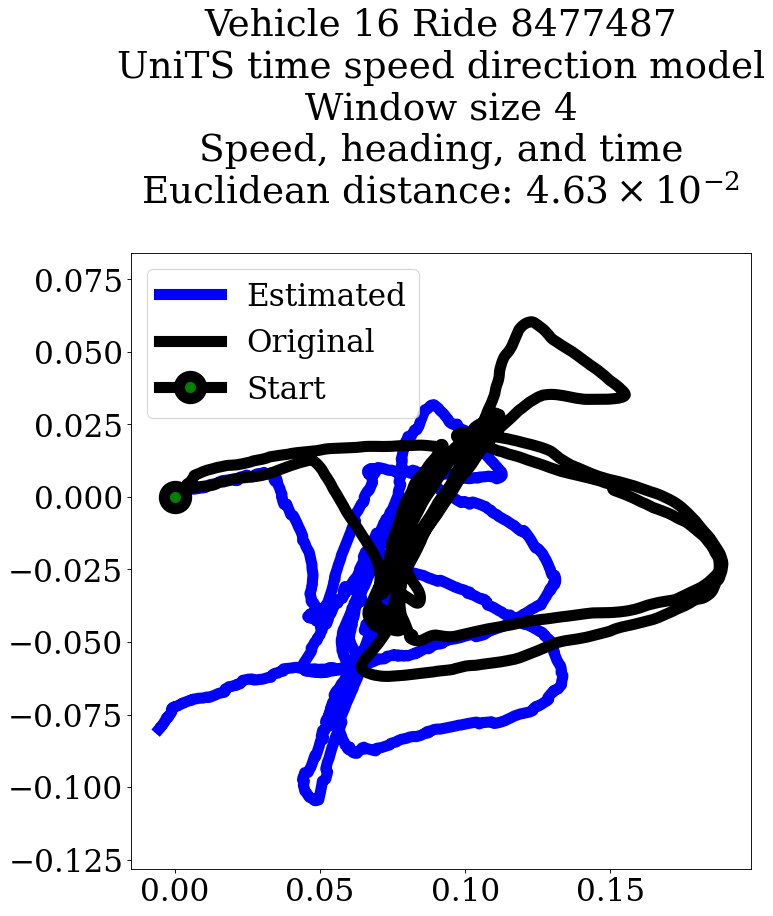 Vehicle 16 Ride 8477487
UniTS time speed direction model
Window size 4
Speed, heading, and time
Euclidean distance: 4.63 × 10⁻²
Estimated
Original
Start
0.075
0.050
0.025
0.000
−0.025
−0.050
−0.075
−0.100
−0.125
0.00 0.05 0.10 0.15